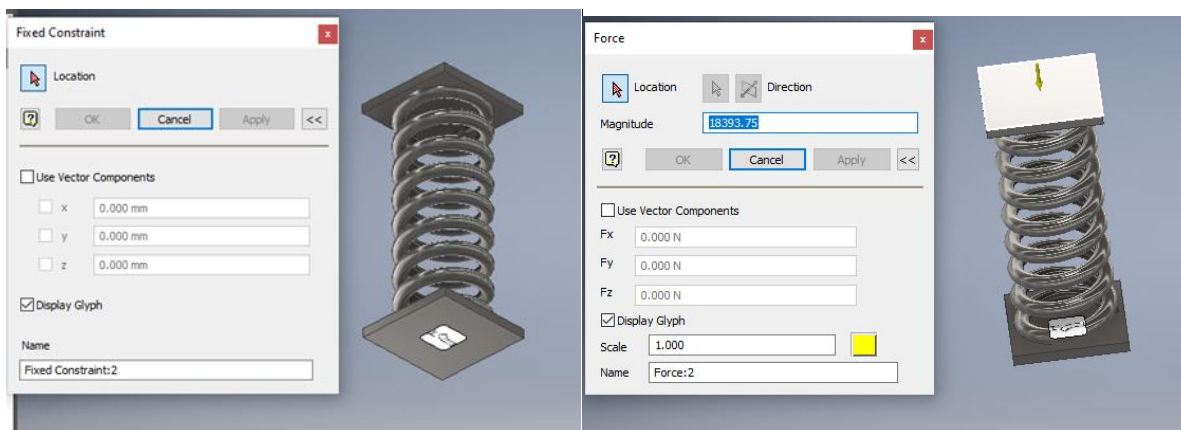 Fixed Constraint
x
Location
OK Cancel Apply <<
Use Vector Components
x 0.000 mm
y 0.000 mm
z 0.000 mm
Display Glyph
Name
Fixed Constraint:2
Force
x
Location Direction
Magnitude 18393.75
OK Cancel Apply <<
Use Vector Components
Fx 0.000 N
Fy 0.000 N
Fz 0.000 N
Display Glyph
Scale 1.000
Name Force:2